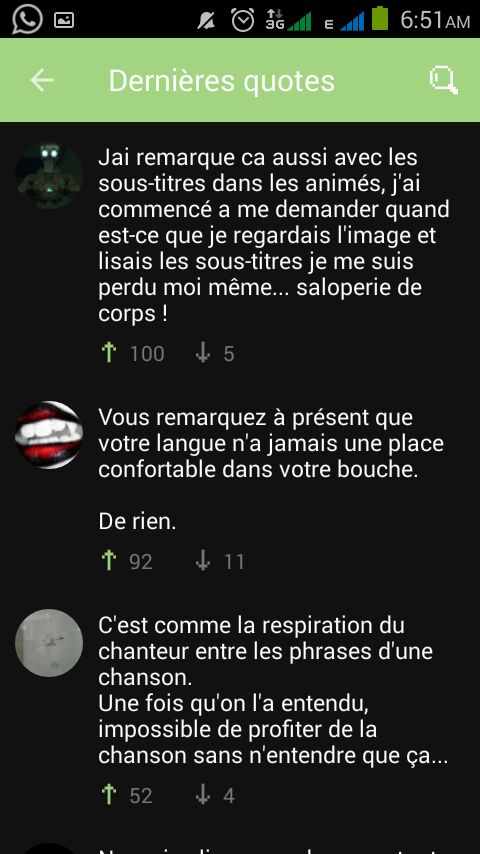 3G E 6:51AM
Dernières quotes
Jai remarque ca aussi avec les
sous-titres dans les animés, j'ai
commencé a me demander quand
est-ce que je regardais l'image et
lisais les sous-titres je me suis
perdu moi même... saloperie de
corps !
100 5
Vous remarquez à présent que
votre langue n'a jamais une place
confortable dans votre bouche.
De rien.
92 11
C'est comme la respiration du
chanteur entre les phrases d'une
chanson.
Une fois qu'on l'a entendu,
impossible de profiter de la
chanson sans n'entendre que ça...
52 4